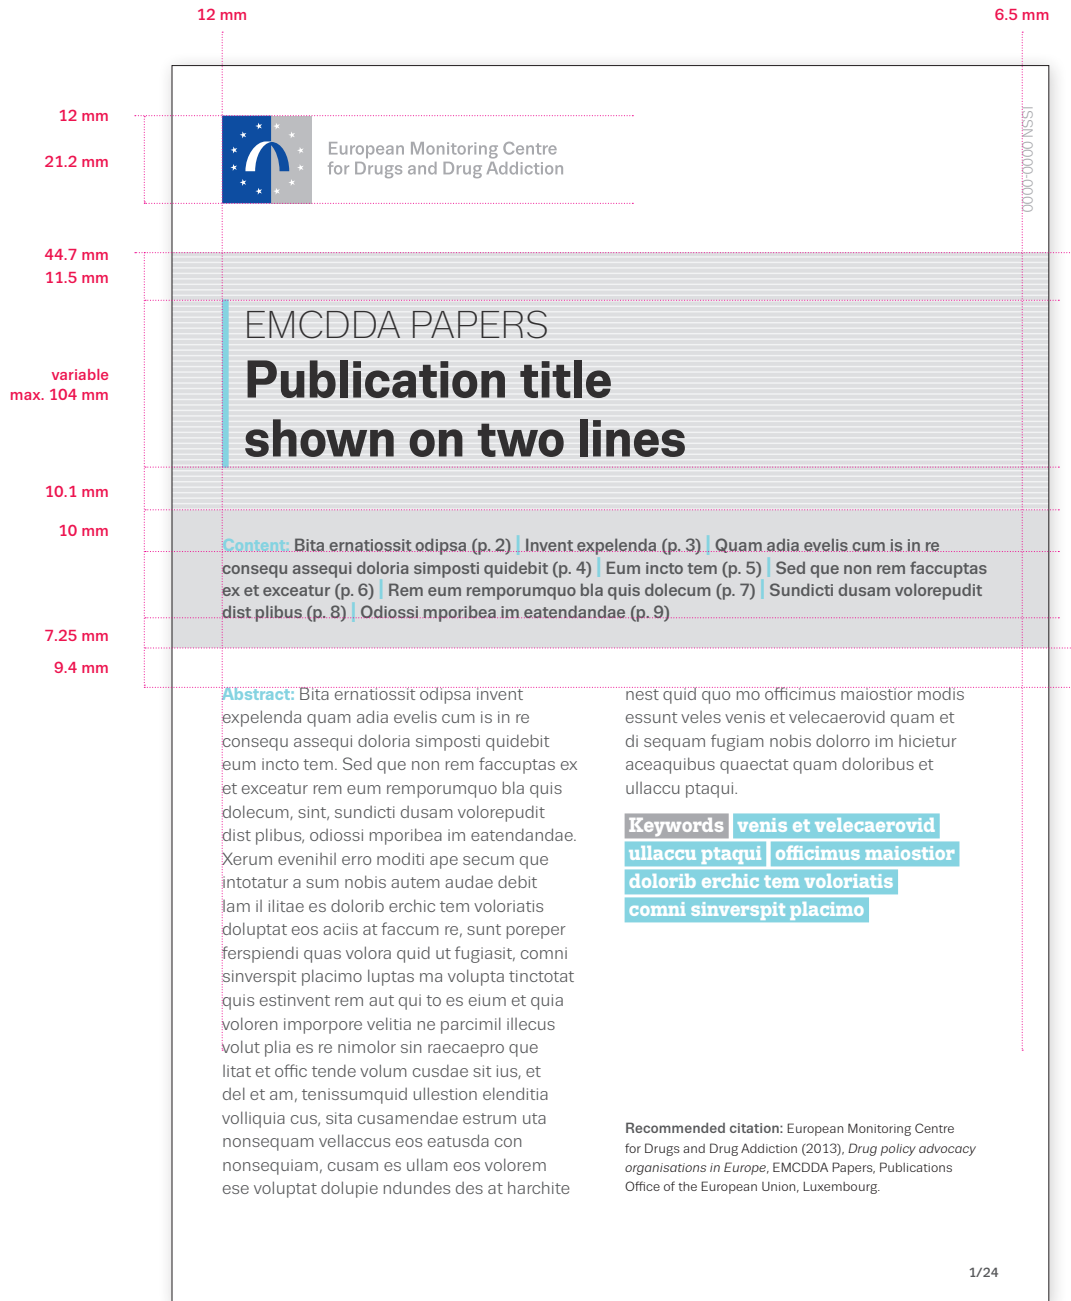 12 mm
6.5 mm
12 mm
21.2 mm
European Monitoring Centre
for Drugs and Drug Addiction
ISSN 0000-0000
44.7 mm
11.5 mm
EMCDDA PAPERS
Publication title
shown on two lines
variable
max. 104 mm
10.1 mm
10 mm
Content: Bita ernatiossit odipsa (p. 2) | Invent expelenda (p. 3) | Quam adia evelis cum is in re
consequ assequi doloria simposti quidebit (p. 4) | Eum incto tem (p. 5) | Sed que non rem faccuptas
ex et exceatur (p. 6) | Rem eum remporumquo bla quis dolecum (p. 7) | Sundicti dusam volorepudit
dist plibus (p. 8) | Odiossi mporibea im eatendandae (p. 9)
7.25 mm
9.4 mm
Abstract: Bita ernatiossit odipsa invent
expelenda quam adia evelis cum is in re
consequ assequi doloria simposti quidebit
eum incto tem. Sed que non rem faccuptas ex
et exceatur rem eum remporumquo bla quis
dolecum, sint, sundicti dusam volorepudit
dist plibus, odiossi mporibea im eatendandae.
Xerum evenihil erro moditi ape secum que
intotatur a sum nobis autem audae debit
lam il ilitae es dolorib erchic tem voloriatis
doluptat eos aciis at faccum re, sunt poreper
ferspiendi quas volora quid ut fugiasit, comni
sinverspit placimo luptas ma volupta tinctotat
quis estinvent rem aut qui to es eium et quia
voloren imporpore velitia ne parcimil illecus
volut plia es re nimolor sin raecaepro que
litat et offic tende volum cusdae sit ius, et
del et am, tenissumquid ullestion elenditia
volliquia cus, sita cusamendae estrum uta
nonsequam vellaccus eos eatusda con
nonsequiam, cusam es ullam eos volorem
ese voluptat dolupie ndundes des at harchite
nest quid quo mo officimus maiostior modis
essunt veles venis et velecaerovid quam et
di sequam fugiam nobis dolorro im hicietur
aceaquibus quaectat quam doloribus et
ullaccu ptaqui.
Keywords venis et velecaerovid
ullaccu ptaqui officimus maiostior
dolorib erchic tem voloriatis
comni sinverspit placimo
Recommended citation: European Monitoring Centre
for Drugs and Drug Addiction (2013), Drug policy advocacy
organisations in Europe, EMCDDA Papers, Publications
Office of the European Union, Luxembourg.
1/24